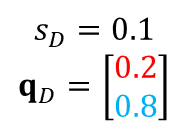 s_D = 0.1
q_D = [0.2
0.8]